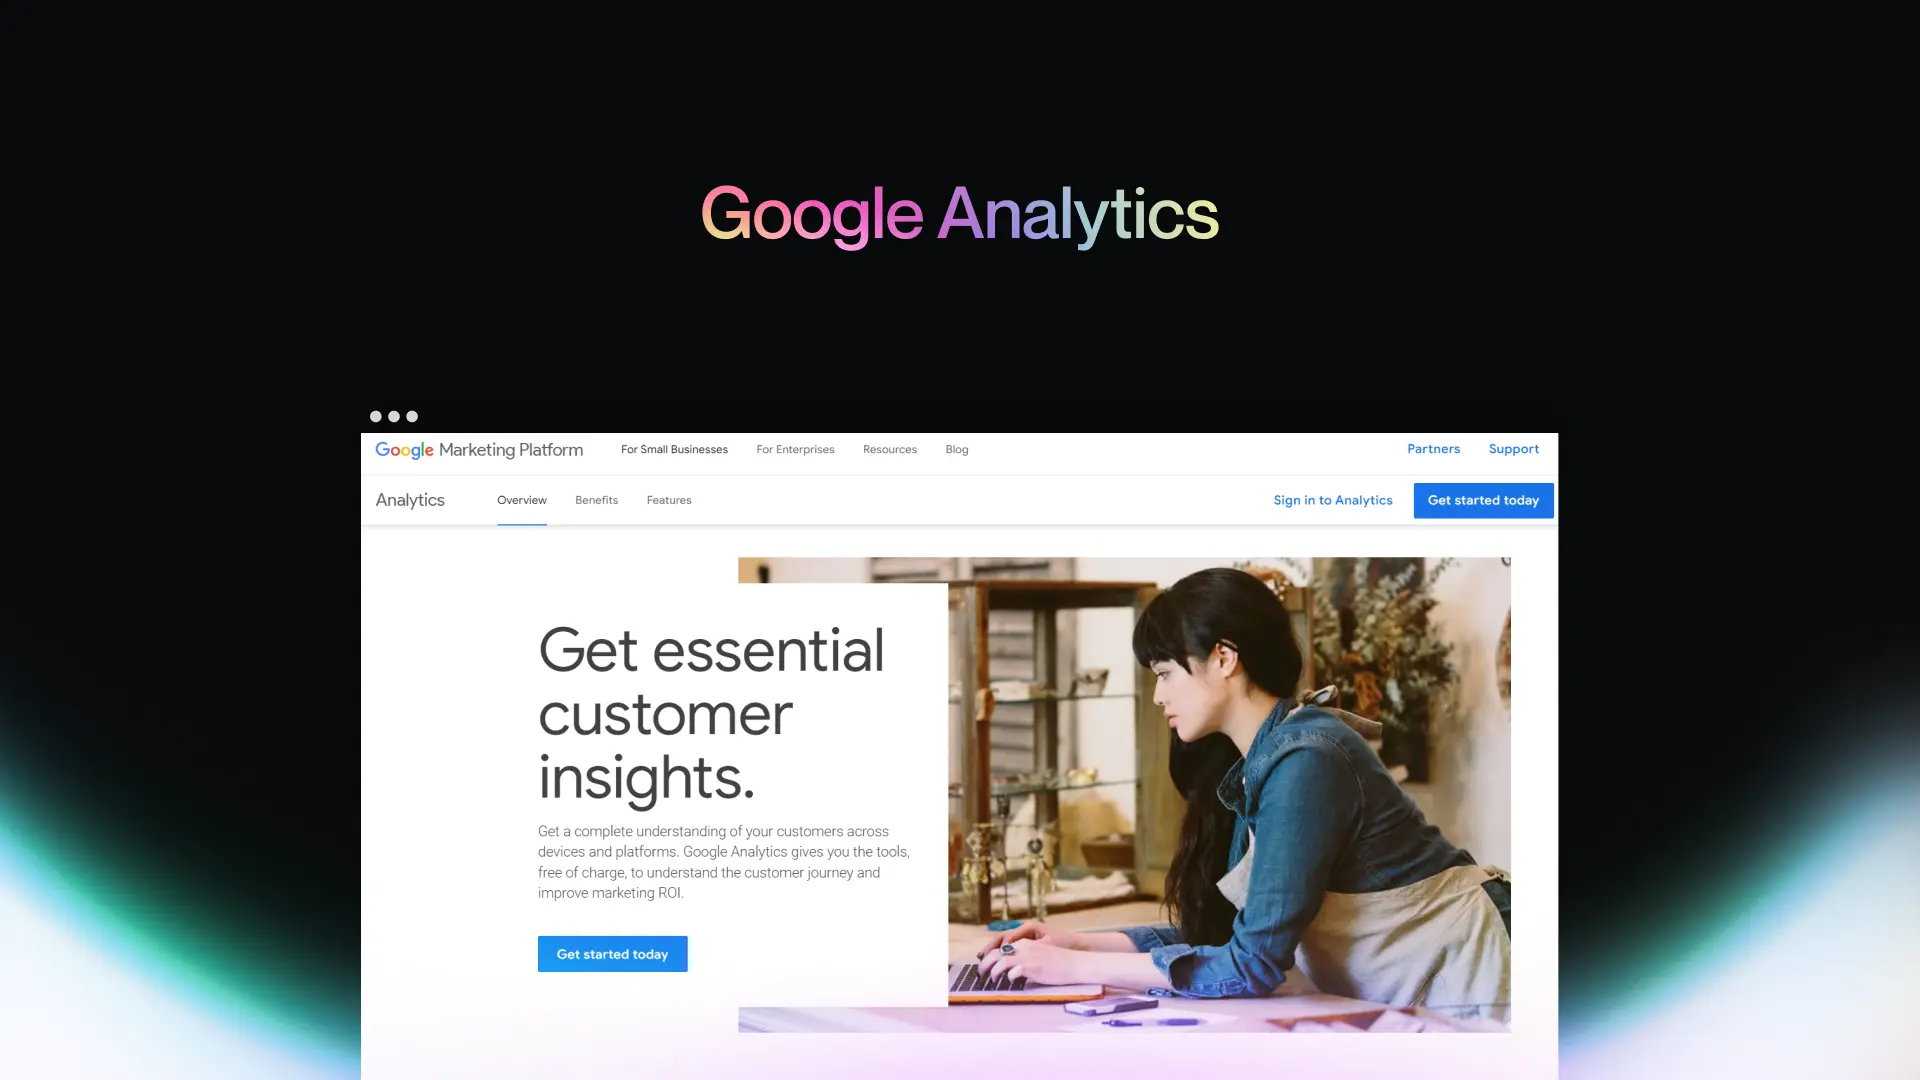 Google Analytics
Google Marketing Platform For Small Businesses For Enterprises Resources Blog Partners Support
Analytics Overview Benefits Features Sign in to Analytics Get started today
Get essential
customer
insights.
Get a complete understanding of your customers across
devices and platforms. Google Analytics gives you the tools,
free of charge, to understand the customer journey and
improve marketing ROI.
Get started today